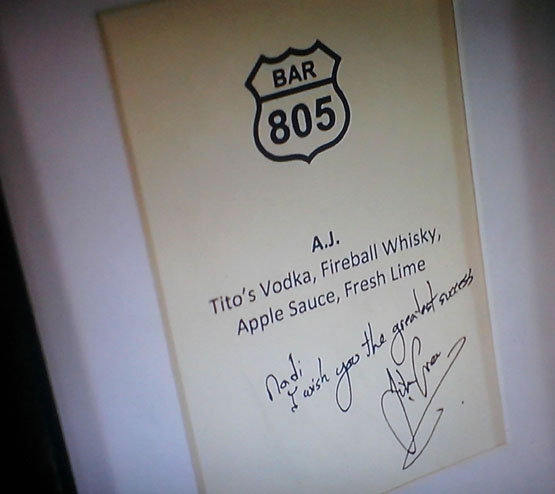 BAR
805
A.J.
Tito's Vodka, Fireball Whisky,
Apple Sauce, Fresh Lime
Nadi
I wish you the greatest success